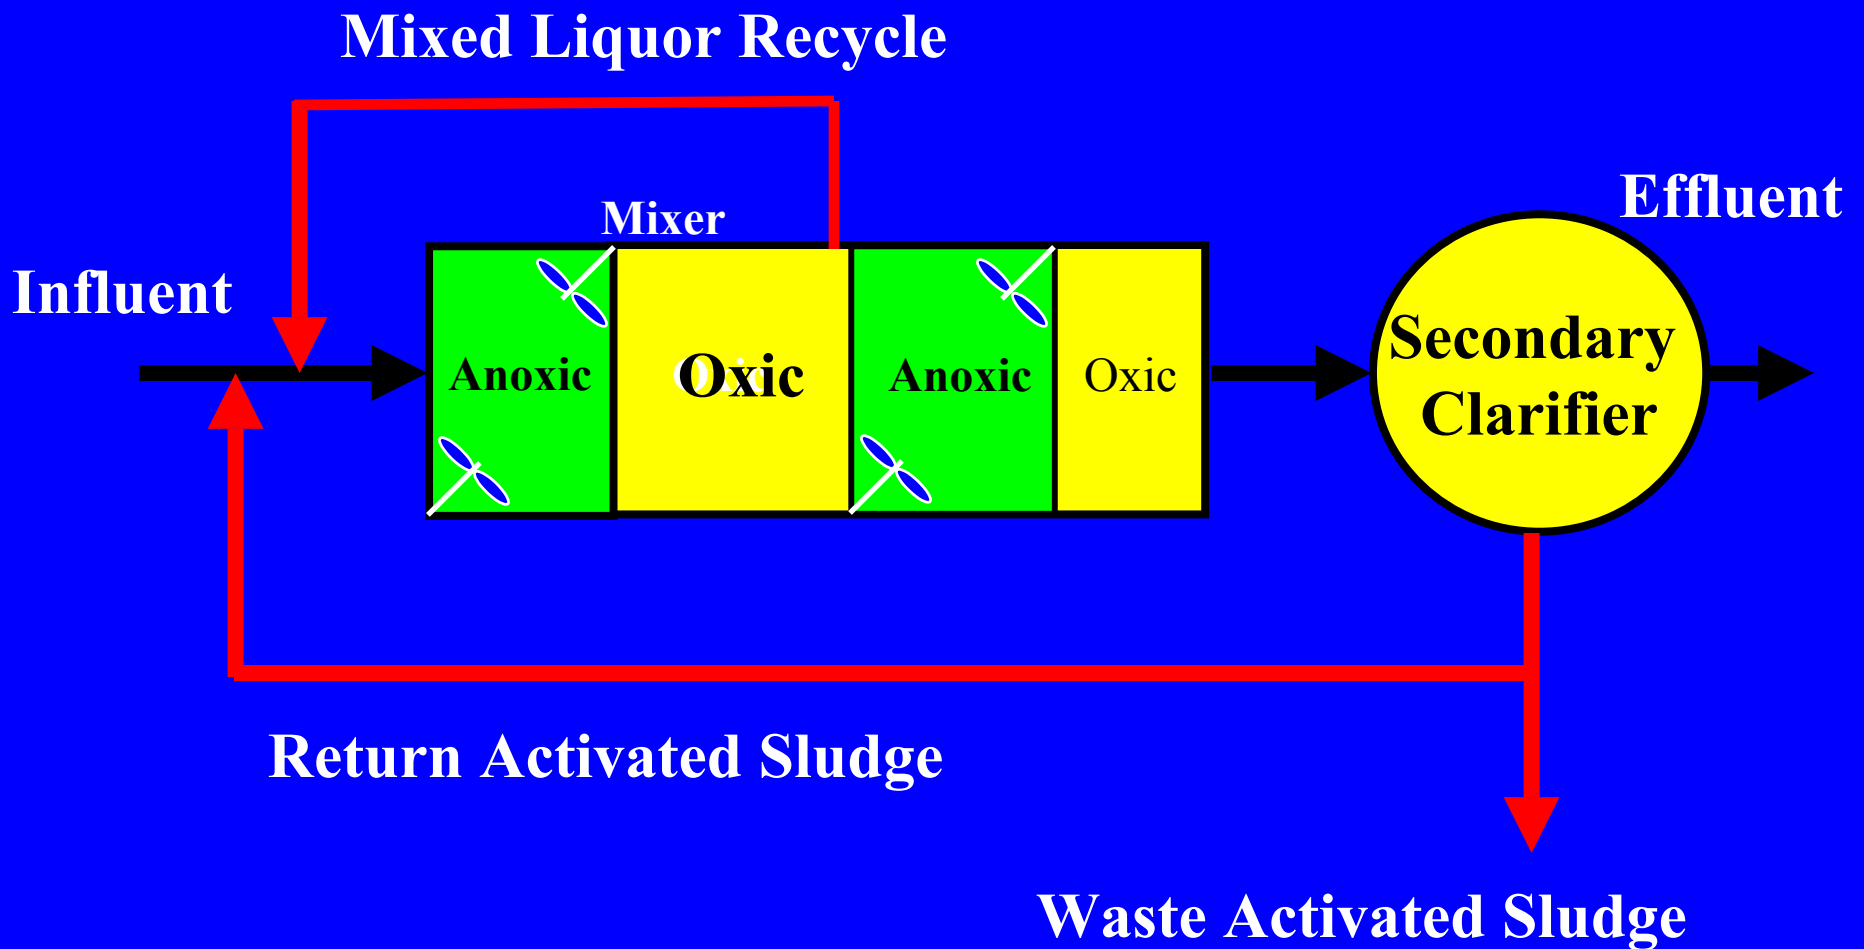 Mixed Liquor Recycle
Mixer
Effluent
Influent
Anoxic
Oxic
Anoxic
Oxic
Secondary
Clarifier
Return Activated Sludge
Waste Activated Sludge